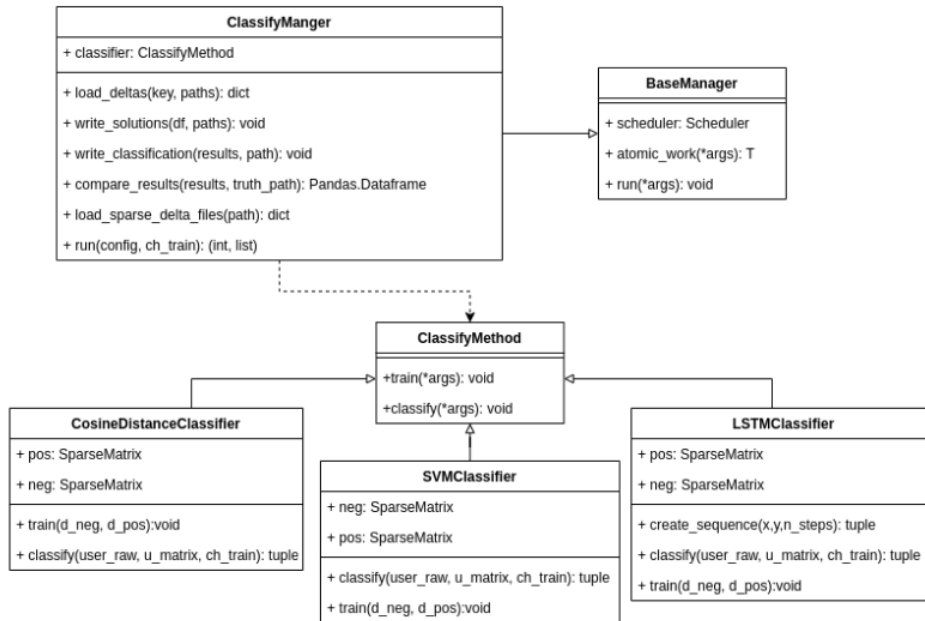 ClassifyManger
+ classifier: ClassifyMethod
+ load_deltas(key, paths): dict
+ write_solutions(df, paths): void
+ write_classification(results, path): void
+ compare_results(results, truth_path): Pandas.Dataframe
+ load_sparse_delta_files(path): dict
+ run(config, ch_train): (int, list)
BaseManager
+ scheduler: Scheduler
+ atomic_work(*args): T
+ run(*args): void
ClassifyMethod
+train(*args): void
+classify(*args): void
CosineDistanceClassifier
+ pos: SparseMatrix
+ neg: SparseMatrix
+ train(d_neg, d_pos):void
+ classify(user_raw, u_matrix, ch_train): tuple
SVMClassifier
+ neg: SparseMatrix
+ pos: SparseMatrix
+ classify(user_raw, u_matrix, ch_train): tuple
+ train(d_neg, d_pos):void
LSTMClassifier
+ pos: SparseMatrix
+ neg: SparseMatrix
+ create_sequence(x,y,n_steps): tuple
+ classify(user_raw, u_matrix, ch_train): tuple
+ train(d_neg, d_pos):void